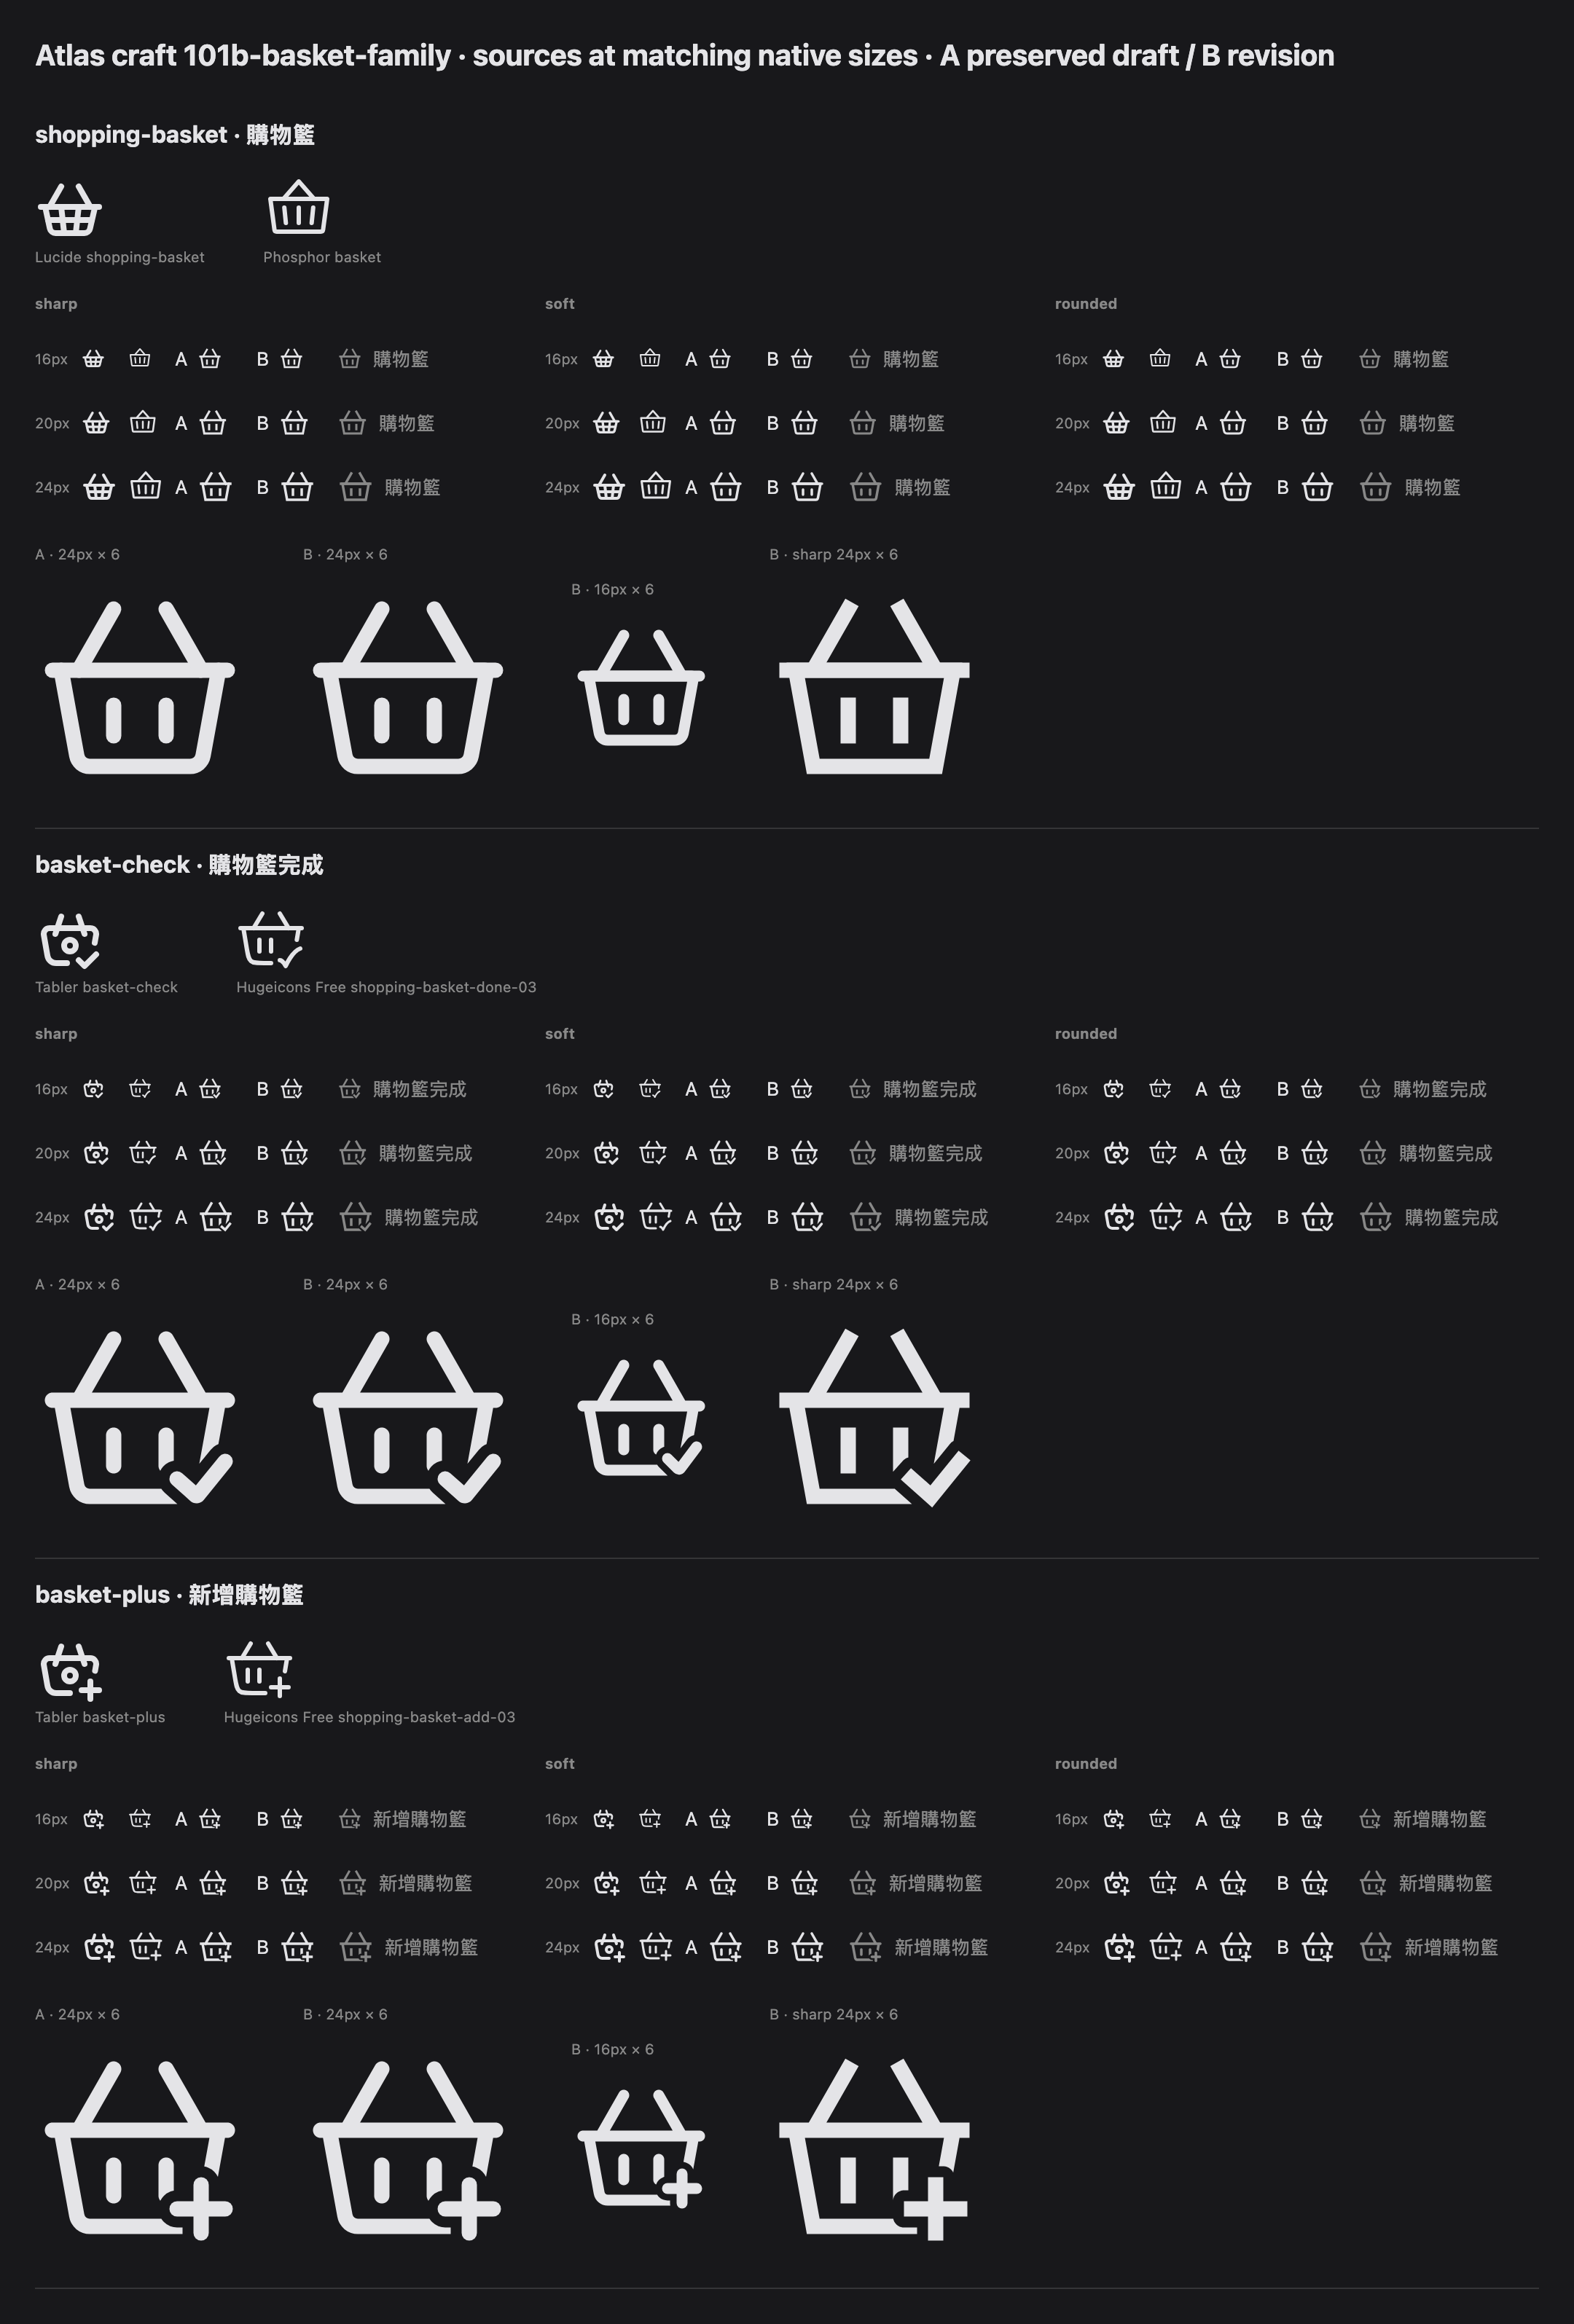 Atlas craft 101b-basket-family · sources at matching native sizes · A preserved draft / B revision
shopping-basket · 購物籃
Lucide shopping-basket
Phosphor basket
sharp
soft
rounded
16px A B 購物籃
16px A B 購物籃
16px A B 購物籃
20px A B 購物籃
20px A B 購物籃
20px A B 購物籃
24px A B 購物籃
24px A B 購物籃
24px A B 購物籃
A · 24px × 6
B · 24px × 6
B · 16px × 6
B · sharp 24px × 6
basket-check · 購物籃完成
Tabler basket-check
Hugeicons Free shopping-basket-done-03
sharp
soft
rounded
16px A B 購物籃完成
16px A B 購物籃完成
16px A B 購物籃完成
20px A B 購物籃完成
20px A B 購物籃完成
20px A B 購物籃完成
24px A B 購物籃完成
24px A B 購物籃完成
24px A B 購物籃完成
A · 24px × 6
B · 24px × 6
B · 16px × 6
B · sharp 24px × 6
basket-plus · 新增購物籃
Tabler basket-plus
Hugeicons Free shopping-basket-add-03
sharp
soft
rounded
16px A B 新增購物籃
16px A B 新增購物籃
16px A B 新增購物籃
20px A B 新增購物籃
20px A B 新增購物籃
20px A B 新增購物籃
24px A B 新增購物籃
24px A B 新增購物籃
24px A B 新增購物籃
A · 24px × 6
B · 24px × 6
B · 16px × 6
B · sharp 24px × 6